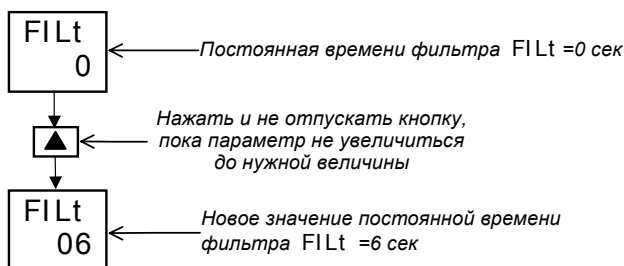 FILt
0
Постоянная времени фильтра FILt =0 сек
Нажать и не отпускать кнопку,
пока параметр не увеличиться
до нужной величины
FILt
06
Новое значение постоянной времени
фильтра FILt =6 сек